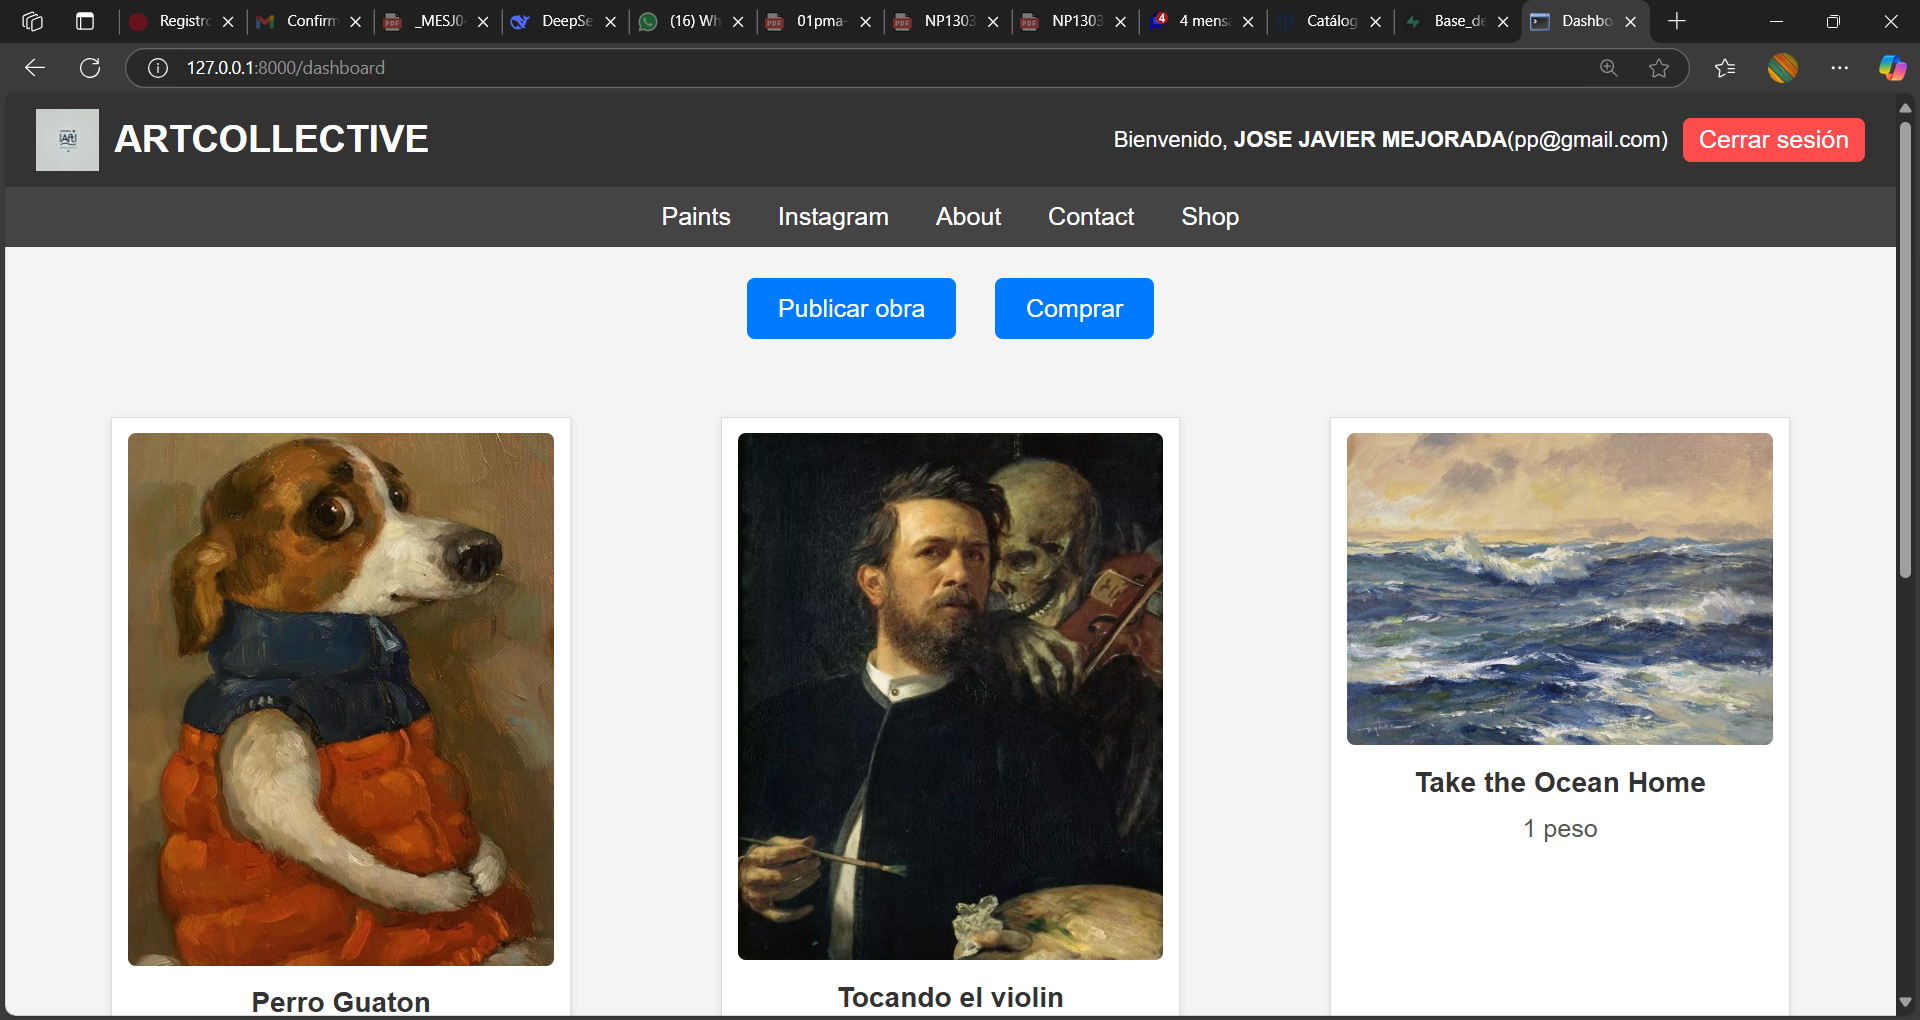 Registro
Confirm
_MESJ0
DeepSe
(16) Wh
01pma-
NP1303
NP1303
4 mens
Catálog
Base_de
Dashbo
127.0.0.1:8000/dashboard
ARTCOLLECTIVE
Bienvenido, JOSE JAVIER MEJORADA(pp@gmail.com)
Cerrar sesión
Paints
Instagram
About
Contact
Shop
Publicar obra
Comprar
Perro Guaton
Tocando el violin
Take the Ocean Home
1 peso